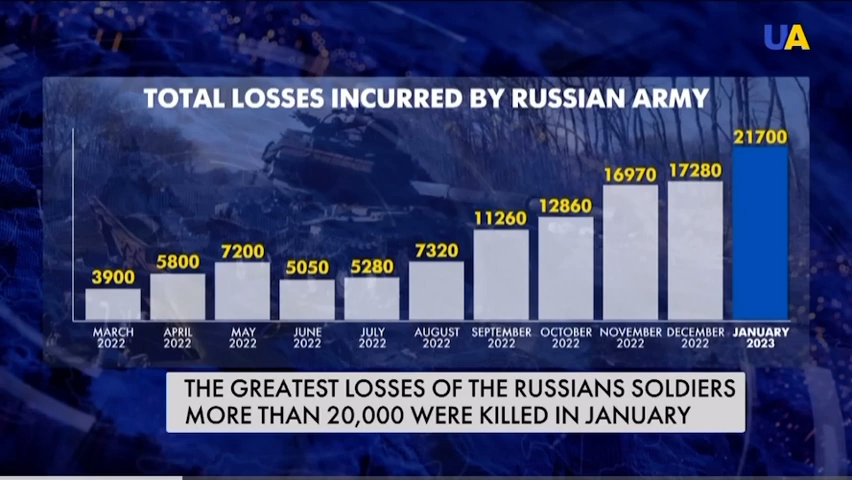 UA
TOTAL LOSSES INCURRED BY RUSSIAN ARMY
3900
5800
7200
5050
5280
7320
11260
12860
16970
17280
21700
MARCH
2022
APRIL
2022
MAY
2022
JUNE
2022
JULY
2022
AUGUST
2022
SEPTEMBER
2022
OCTOBER
2022
NOVEMBER
2022
DECEMBER
2022
JANUARY
2023
THE GREATEST LOSSES OF THE RUSSIANS SOLDIERS
MORE THAN 20,000 WERE KILLED IN JANUARY